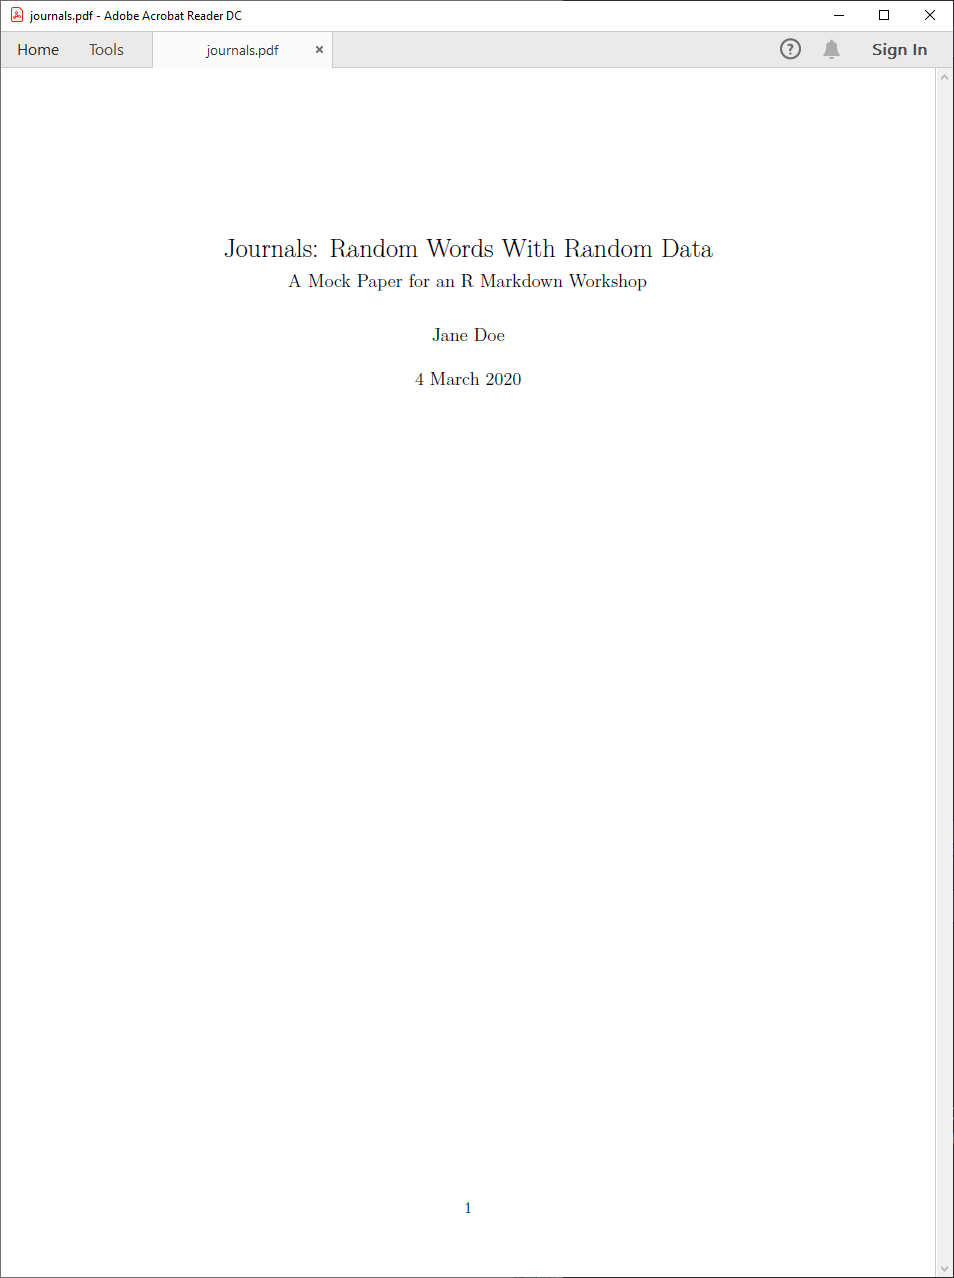 journals.pdf - Adobe Acrobat Reader DC
Home Tools journals.pdf × ? Sign In
Journals: Random Words With Random Data
A Mock Paper for an R Markdown Workshop
Jane Doe
4 March 2020
1